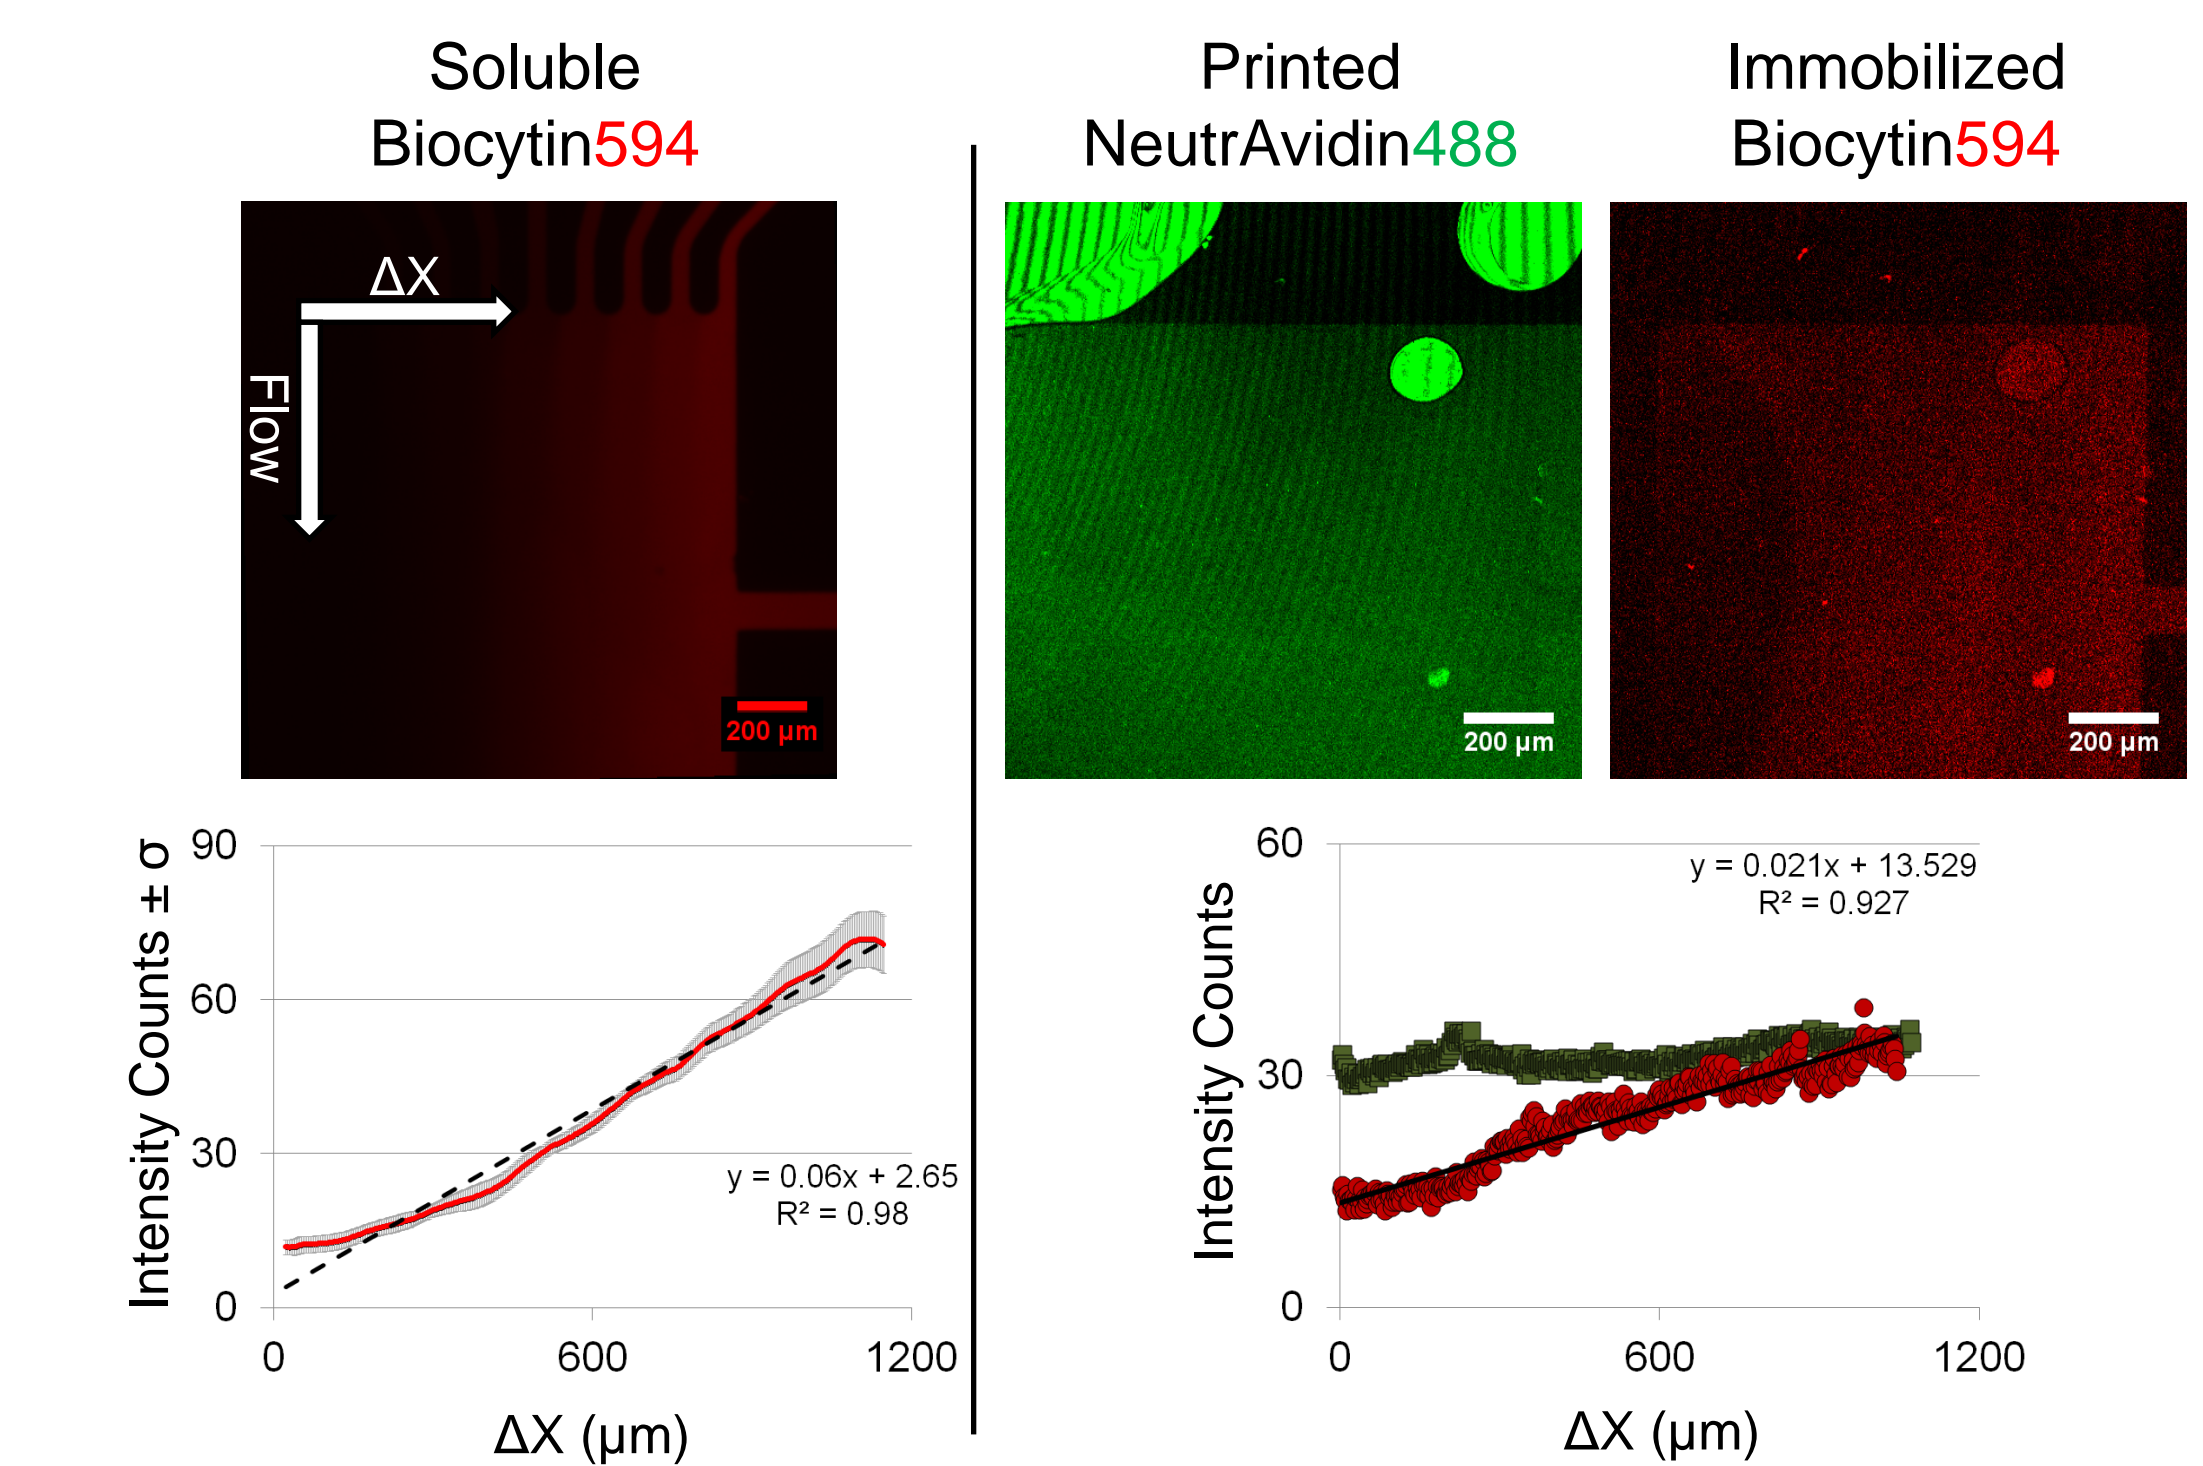 Soluble
Biocytin594
Printed
NeutrAvidin488
Immobilized
Biocytin594
ΔX
Flow
200 µm
200 µm
200 µm
Intensity Counts ± σ
90
60
30
0
y = 0.06x + 2.65
R² = 0.98
0
600
1200
ΔX (µm)
Intensity Counts
60
30
0
y = 0.021x + 13.529
R² = 0.927
0
600
1200
ΔX (µm)